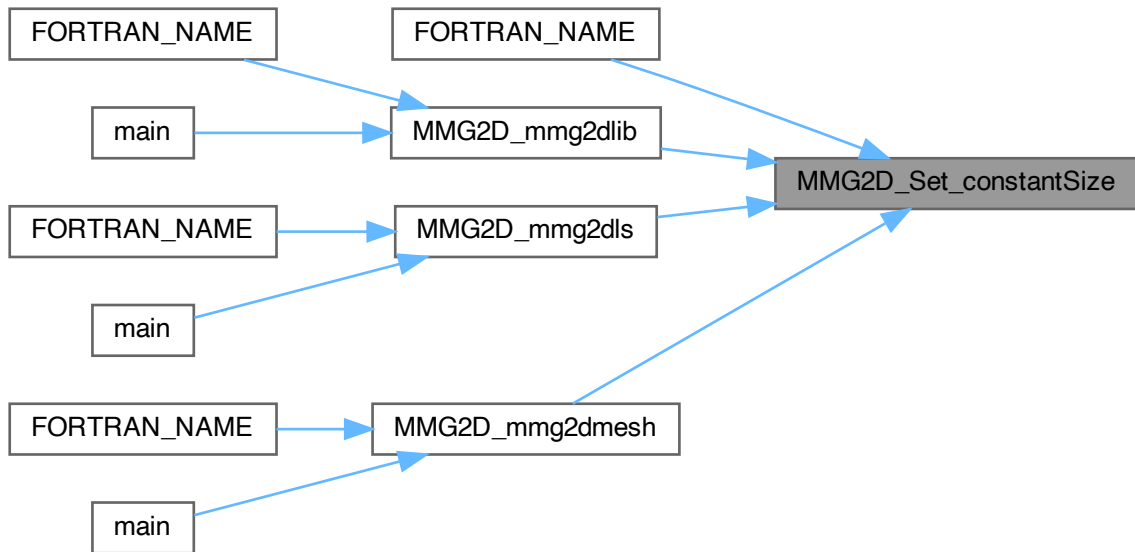 FORTRAN_NAME
FORTRAN_NAME
main
MMG2D_mmg2dlib
MMG2D_Set_constantSize
FORTRAN_NAME
MMG2D_mmg2dls
main
FORTRAN_NAME
MMG2D_mmg2dmesh
main